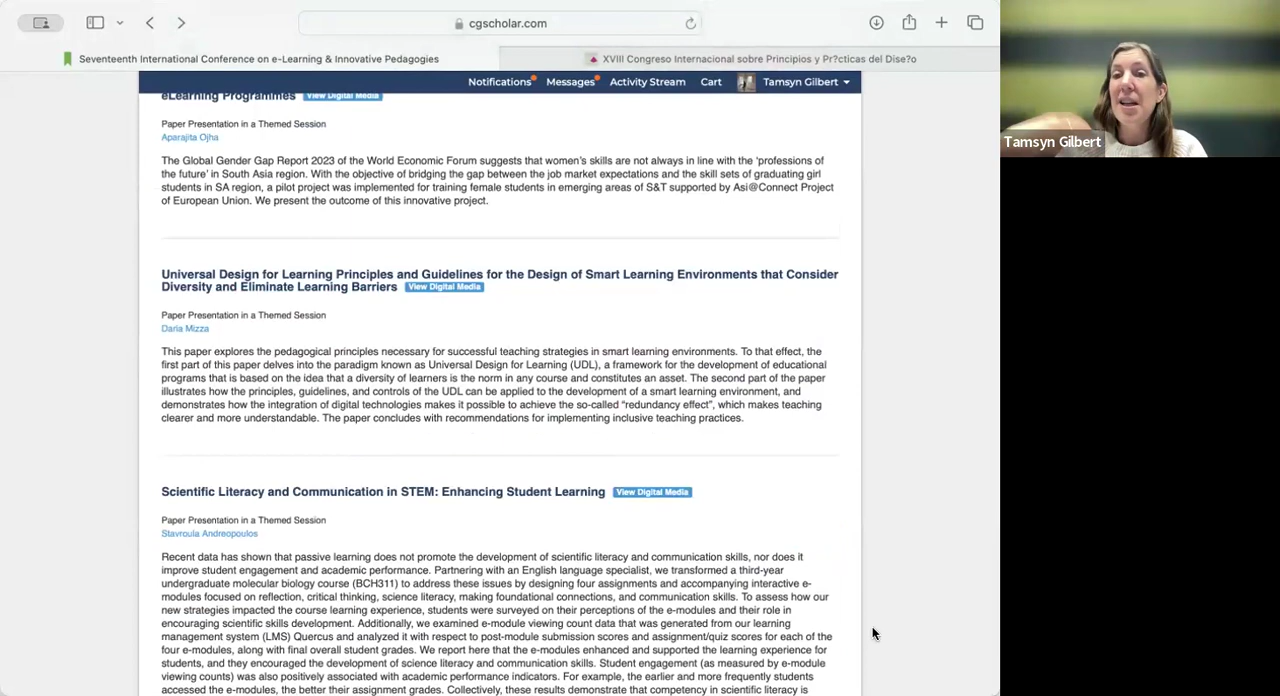 cgscholar.com
Seventeenth International Conference on e-Learning & Innovative Pedagogies
XVIII Congreso Internacional sobre Principios y Pr?cticas del Dise?o
Notifications Messages Activity Stream Cart Tamsyn Gilbert
eLearning Programmes View Digital Media
Paper Presentation in a Themed Session
Aparajita Ojha
The Global Gender Gap Report 2023 of the World Economic Forum suggests that women's skills are not always in line with the 'professions
of the future' in South Asia region. With the objective of bridging the gap between the job market expectations and the skill sets of graduating girl
students in SA region, a pilot project was implemented for training female students in emerging areas of S&T supported by Asi@Connect Project
of European Union. We present the outcome of this innovative project.
Universal Design for Learning Principles and Guidelines for the Design of Smart Learning Environments that Consider
Diversity and Eliminate Learning Barriers View Digital Media
Paper Presentation in a Themed Session
Daria Mizza
This paper explores the pedagogical principles necessary for successful teaching strategies in smart learning environments. To that effect, the
first part of this paper delves into the paradigm known as Universal Design for Learning (UDL), a framework for the development of educational
programs that is based on the idea that a diversity of learners is the norm in any course and constitutes an asset. The second part of the paper
illustrates how the principles, guidelines, and controls of the UDL can be applied to the development of a smart learning environment, and
demonstrates how the integration of digital technologies makes it possible to achieve the so-called “redundancy effect”, which makes teaching
clearer and more understandable. The paper concludes with recommendations for implementing inclusive teaching practices.
Scientific Literacy and Communication in STEM: Enhancing Student Learning View Digital Media
Paper Presentation in a Themed Session
Stavroula Andreopoulos
Recent data has shown that passive learning does not promote the development of scientific literacy and communication skills, nor does it
improve student engagement and academic performance. Partnering with an English language specialist, we transformed a third-year
undergraduate molecular biology course (BCH311) to address these issues by designing four assignments and accompanying interactive e-
modules focused on reflection, critical thinking, science literacy, making foundational connections, and communication skills. To assess how our
new strategies impacted the course learning experience, students were surveyed on their perceptions of the e-modules and their role in
encouraging scientific skills development. Additionally, we examined e-module viewing count data that was generated from our learning
management system (LMS) Quercus and analyzed it with respect to post-module submission scores and assignment/quiz scores for each of the
four e-modules, along with final overall student grades. We report here that the e-modules enhanced and supported the learning experience for
students, and they encouraged the development of science literacy and communication skills. Student engagement (as measured by e-module
viewing counts) was also positively associated with academic performance indicators. For example, the earlier and more frequently students
accessed the e-modules, the better their assignment grades. Collectively, these results demonstrate that competency in scientific literacy is
Tamsyn Gilbert